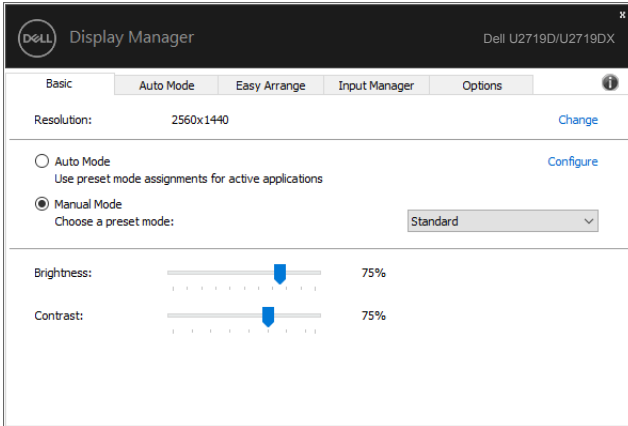 x
DELL Display Manager Dell U2719D/U2719DX
Basic Auto Mode Easy Arrange Input Manager Options i
Resolution: 2560x1440 Change
Auto Mode Configure
Use preset mode assignments for active applications
Manual Mode
Choose a preset mode: Standard
Brightness: 75%
Contrast: 75%